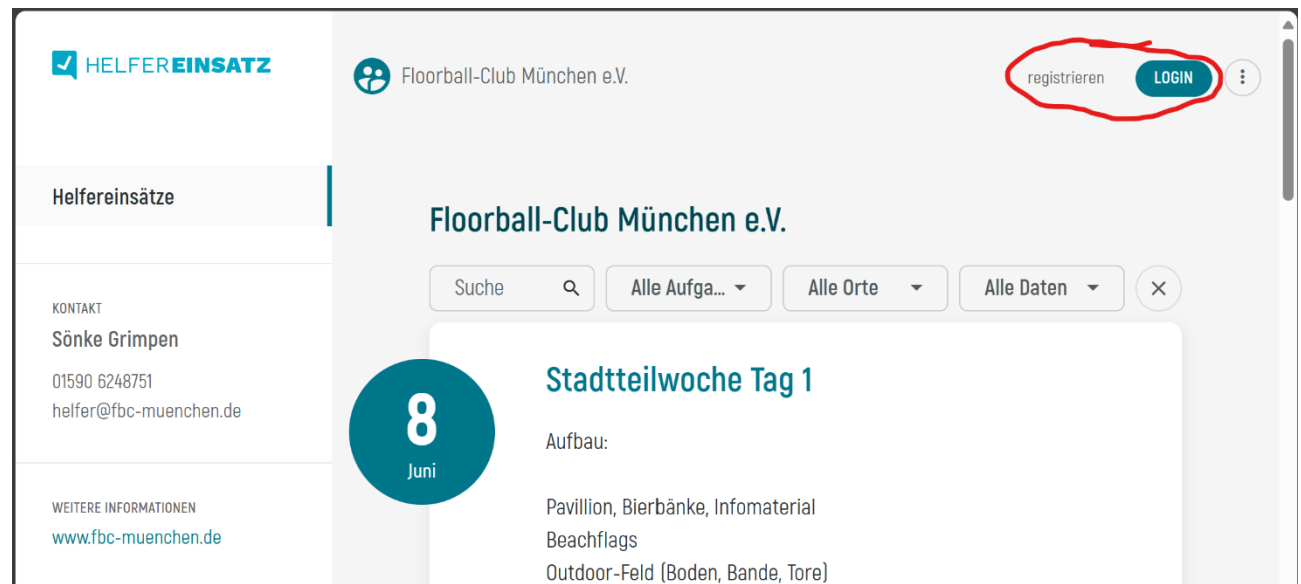 HELFEREINSATZ
Floorball-Club München e.V.
registrieren
LOGIN
Helfereinsätze
KONTAKT
Sönke Grimpen
01590 6248751
helfer@fbc-muenchen.de
WEITERE INFORMATIONEN
www.fbc-muenchen.de
Floorball-Club München e.V.
Suche
Alle Aufga...
Alle Orte
Alle Daten
8
Juni
Stadtteilwoche Tag 1
Aufbau:
Pavillion, Bierbänke, Infomaterial
Beachflags
Outdoor-Feld (Boden, Bande, Tore)